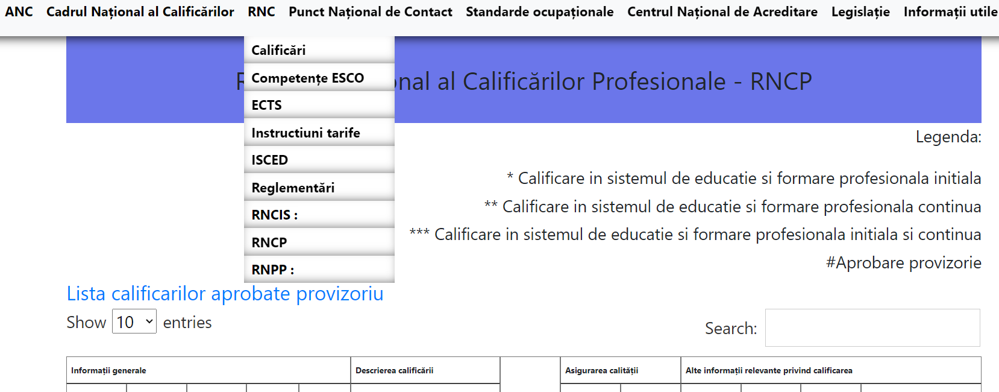 ANC Cadrul Național al Calificărilor RNC Punct Național de Contact Standarde ocupaționale Centrul Național de Acreditare Legislație Informații utile
Calificări
Competențe ESCO
ECTS
Instructiuni tarife
ISCED
Reglementări
RNCIS :
RNCP
RNPP :
al Calificărilor Profesionale - RNCP
Legenda:
* Calificare in sistemul de educatie si formare profesionala initiala
** Calificare in sistemul de educatie si formare profesionala continua
*** Calificare in sistemul de educatie si formare profesionala initiala si continua
#Aprobare provizorie
Lista calificarilor aprobate provizoriu
Show 10 entries
Search:
Informații generale Descrierea calificării Asigurarea calității Alte informații relevante privind calificarea